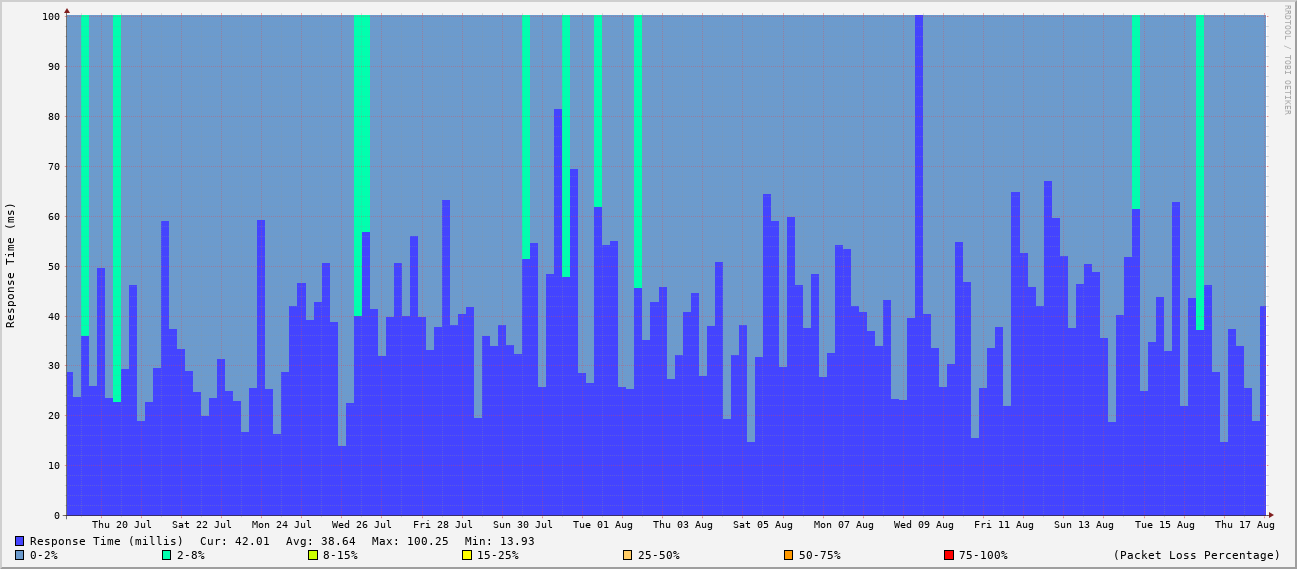 100
90
80
70
60
50
40
30
20
10
0
Response Time (ms)
RRDTOOL / TOBI OETIKER
Thu 20 Jul Sat 22 Jul Mon 24 Jul Wed 26 Jul Fri 28 Jul Sun 30 Jul Tue 01 Aug Thu 03 Aug Sat 05 Aug Mon 07 Aug Wed 09 Aug Fri 11 Aug Sun 13 Aug Tue 15 Aug Thu 17 Aug
Response Time (millis) Cur: 42.01 Avg: 38.64 Max: 100.25 Min: 13.93
0-2% 2-8% 8-15% 15-25% 25-50% 50-75% 75-100% (Packet Loss Percentage)